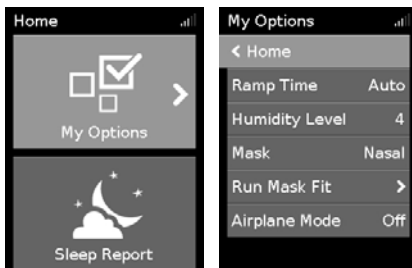 Home
My Options
Sleep Report
My Options
< Home
Ramp Time Auto
Humidity Level 4
Mask Nasal
Run Mask Fit >
Airplane Mode Off